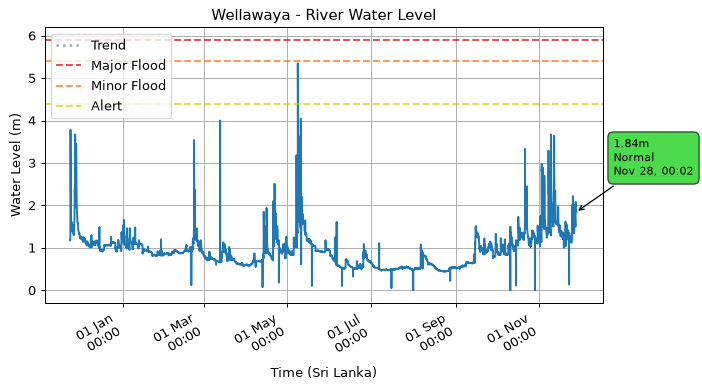 Wellawaya - River Water Level
Trend
Major Flood
Minor Flood
Alert
6
5
4
3
2
1
0
Water Level (m)
1.84m
Normal
Nov 28, 00:02
01 Jan
00:00
01 Mar
00:00
01 May
00:00
01 Jul
00:00
01 Sep
00:00
01 Nov
00:00
Time (Sri Lanka)